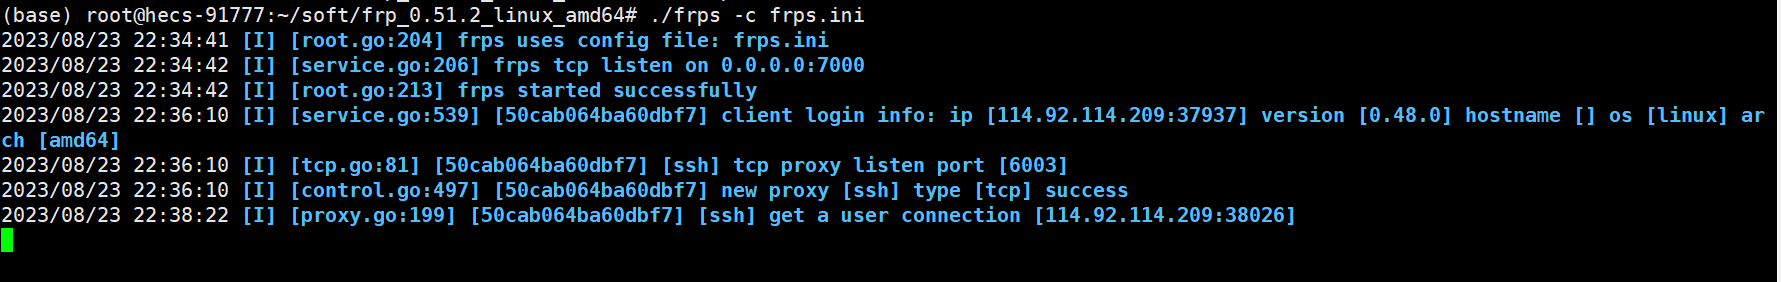 (base) root@hecs-91777:~/soft/frp_0.51.2_linux_amd64# ./frps -c frps.ini
2023/08/23 22:34:41 [I] [root.go:204] frps uses config file: frps.ini
2023/08/23 22:34:42 [I] [service.go:206] frps tcp listen on 0.0.0.0:7000
2023/08/23 22:34:42 [I] [root.go:213] frps started successfully
2023/08/23 22:36:10 [I] [service.go:539] [50cab064ba60dbf7] client login info: ip [114.92.114.209:37937] version [0.48.0] hostname [] os [linux] ar
ch [amd64]
2023/08/23 22:36:10 [I] [tcp.go:81] [50cab064ba60dbf7] [ssh] tcp proxy listen port [6003]
2023/08/23 22:36:10 [I] [control.go:497] [50cab064ba60dbf7] new proxy [ssh] type [tcp] success
2023/08/23 22:38:22 [I] [proxy.go:199] [50cab064ba60dbf7] [ssh] get a user connection [114.92.114.209:38026]